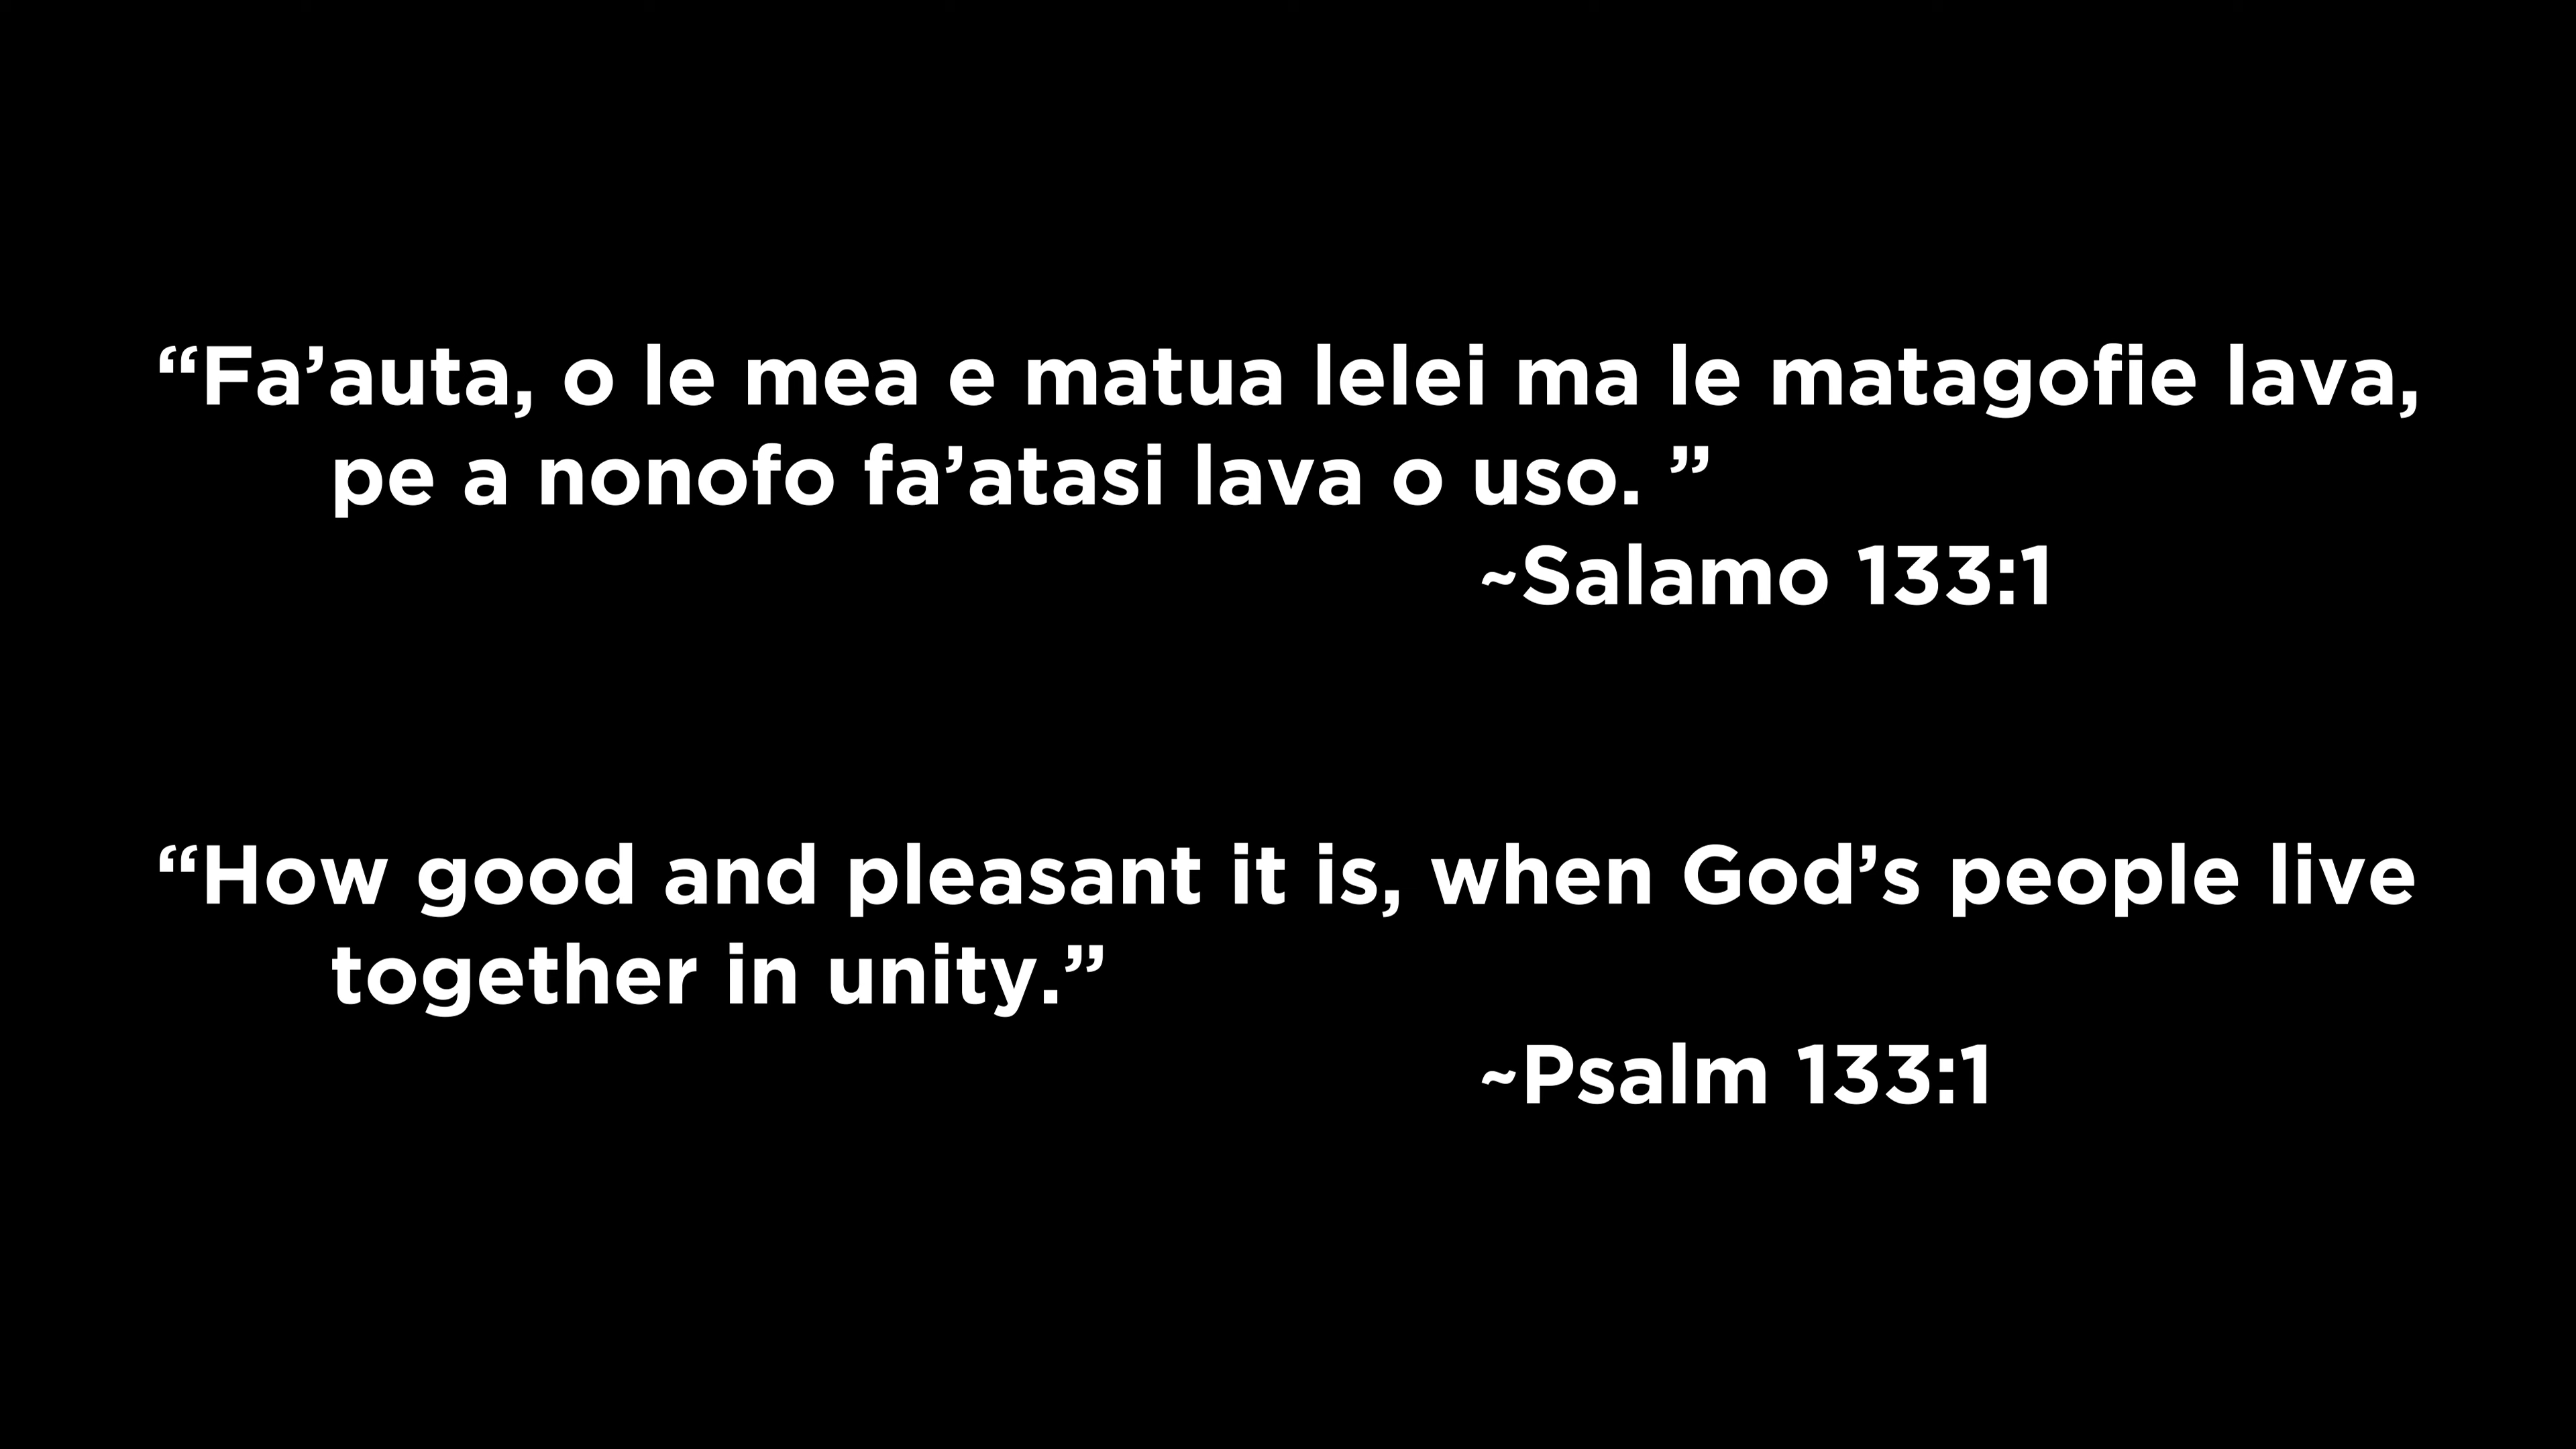 “Fa’auta, o le mea e matua lelei ma le matagofie lava,
pe a nonofo fa’atasi lava o uso. ”
~Salamo 133:1
“How good and pleasant it is, when God’s people live
together in unity.”
~Psalm 133:1